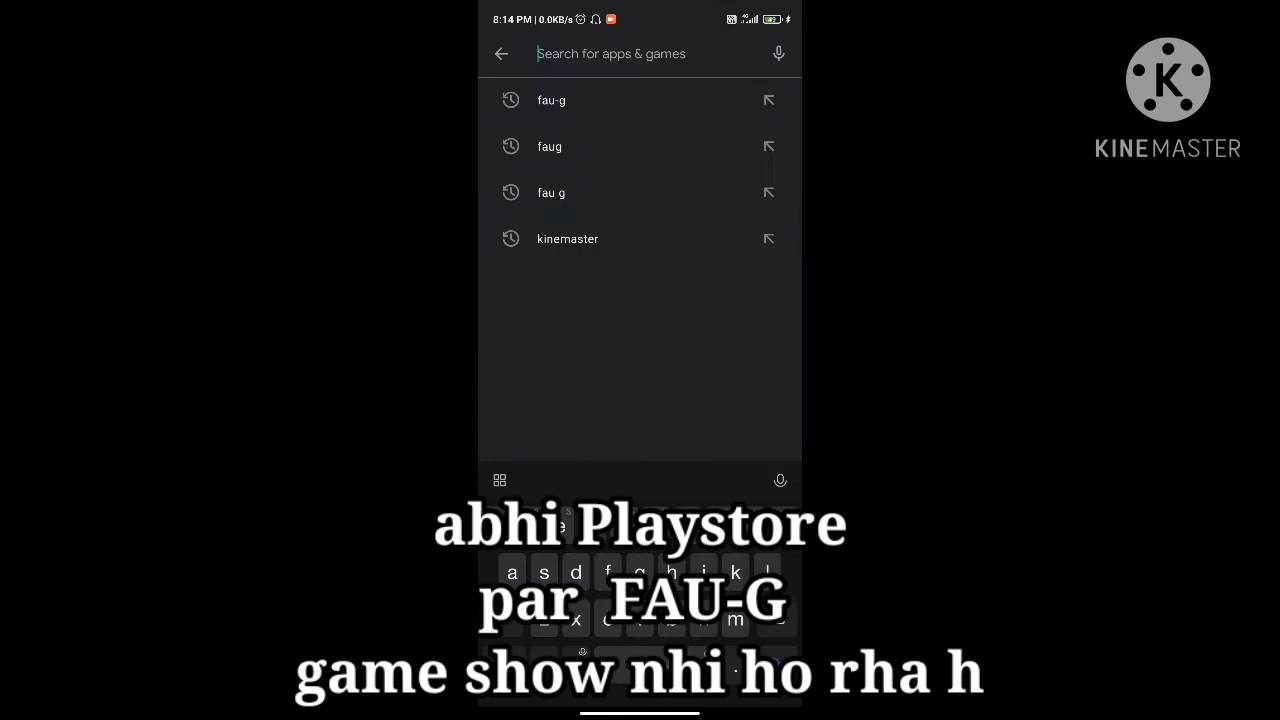 8:14 PM | 0.0KB/s
Search for apps & games
fau-g
faug
fau g
kinemaster
KINEMASTER
abhi Playstore
a s d f g h j k l
par FAU-G
x m
game show nhi ho rha h